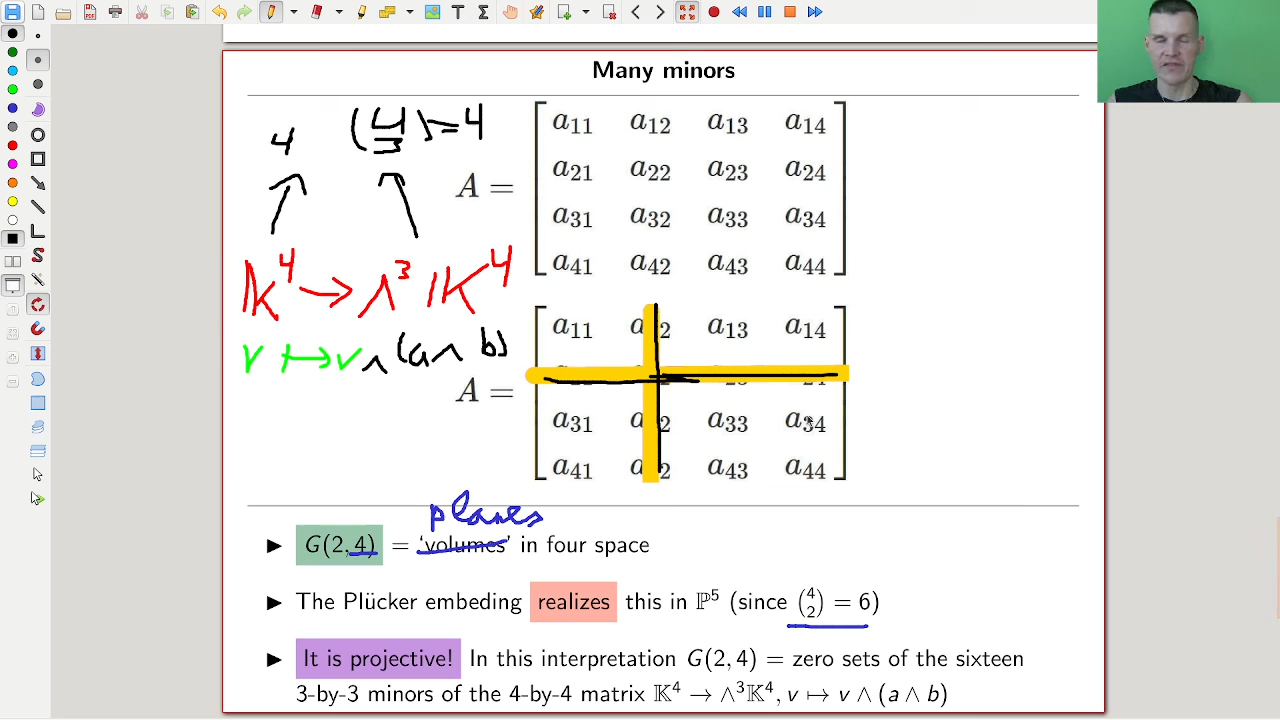 Many minors
4 (4 3) = 4
A = [ a11 a12 a13 a14
a21 a22 a23 a24
a31 a32 a33 a34
a41 a42 a43 a44 ]
𝕂⁴ → Λ³ 𝕂⁴
v ↦ v ∧ (a ∧ b)
A = [ a11 2 a13 a14
a31 2 a33 a34
a41 2 a43 a44 ]
planes
▶ G(2, 4) = ‘volumes’ in four space
▶ The Plücker embeding realizes this in ℙ⁵ (since (4 2) = 6)
▶ It is projective! In this interpretation G(2, 4) = zero sets of the sixteen
3-by-3 minors of the 4-by-4 matrix 𝕂⁴ → ∧³𝕂⁴, v ↦ v ∧ (a ∧ b)